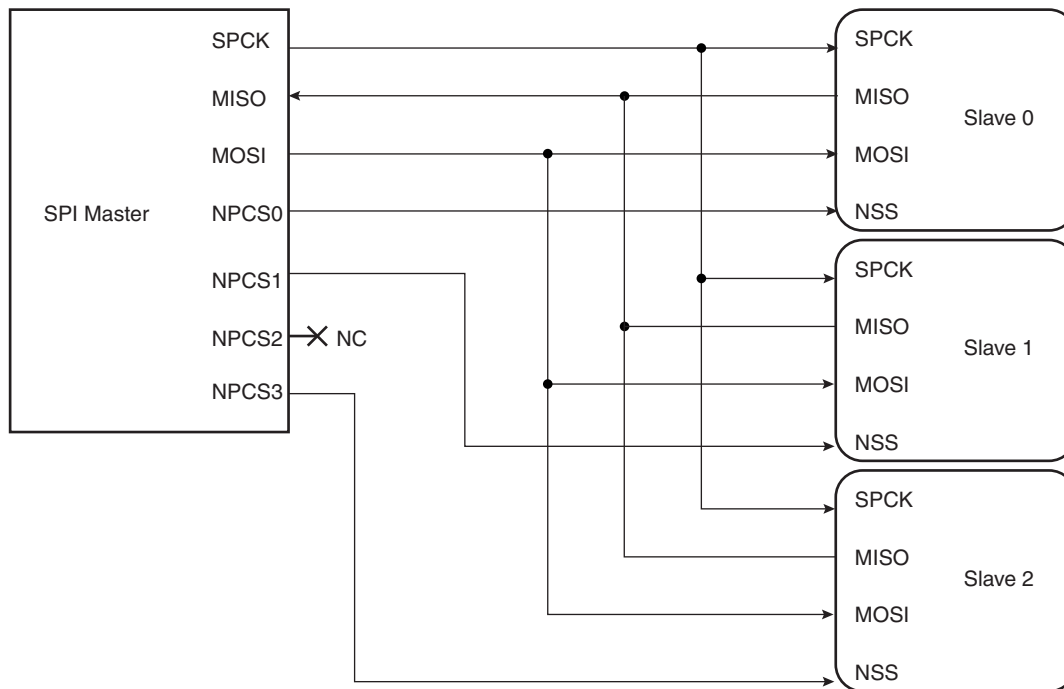 SPI Master
SPCK
MISO
MOSI
NPCS0
NPCS1
NPCS2
NC
NPCS3
SPCK
MISO
Slave 0
MOSI
NSS
SPCK
MISO
Slave 1
MOSI
NSS
SPCK
MISO
Slave 2
MOSI
NSS